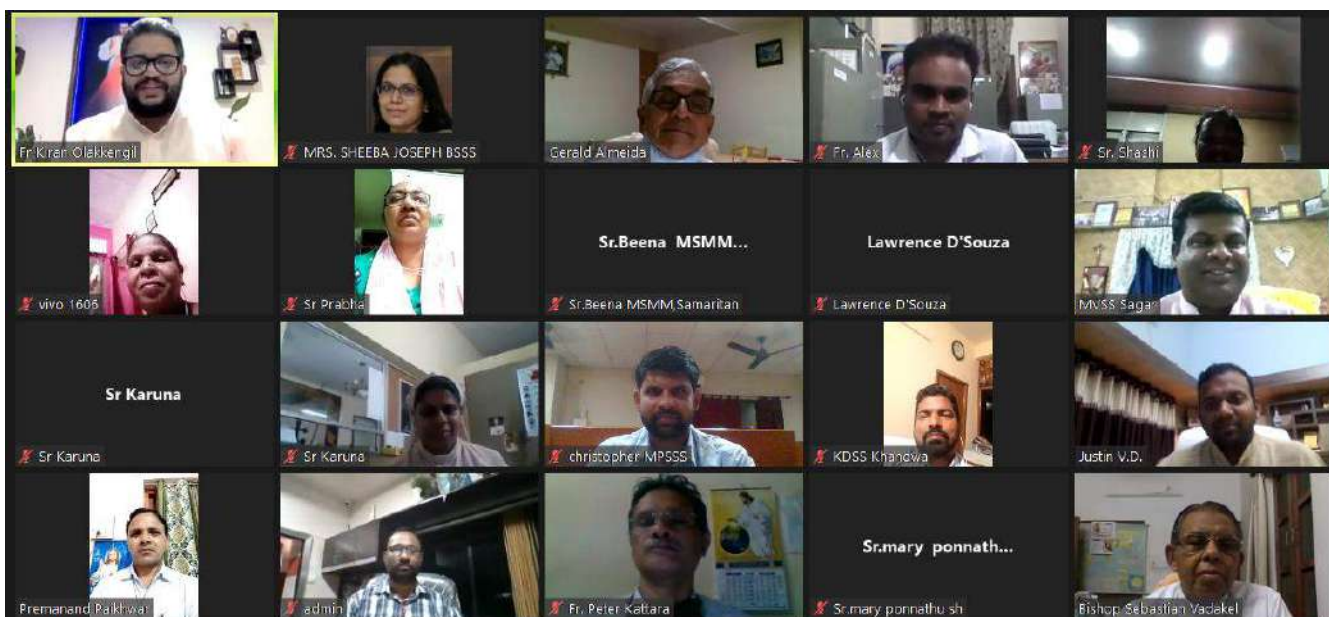 Fr Kiran Olakkengil
MRS. SHEEBA JOSEPH BSSS
Gerald Almeida
Fr. Alex
Sr. Shashi
vivo 1606
Sr Prabha
Sr.Beena MSMM...
Sr.Beena MSMM,Samaritan
Lawrence D'Souza
Lawrence D'Souza
MVSS Sagar
Sr Karuna
Sr Karuna
Sr Karuna
christopher MPSSS
KDSS Khandwa
Justin V.D.
Premanand Paikhwar
admin
Fr. Peter Kattara
Sr.mary ponnath...
Sr.mary ponnathu sh
Bishop Sebastian Vadakel